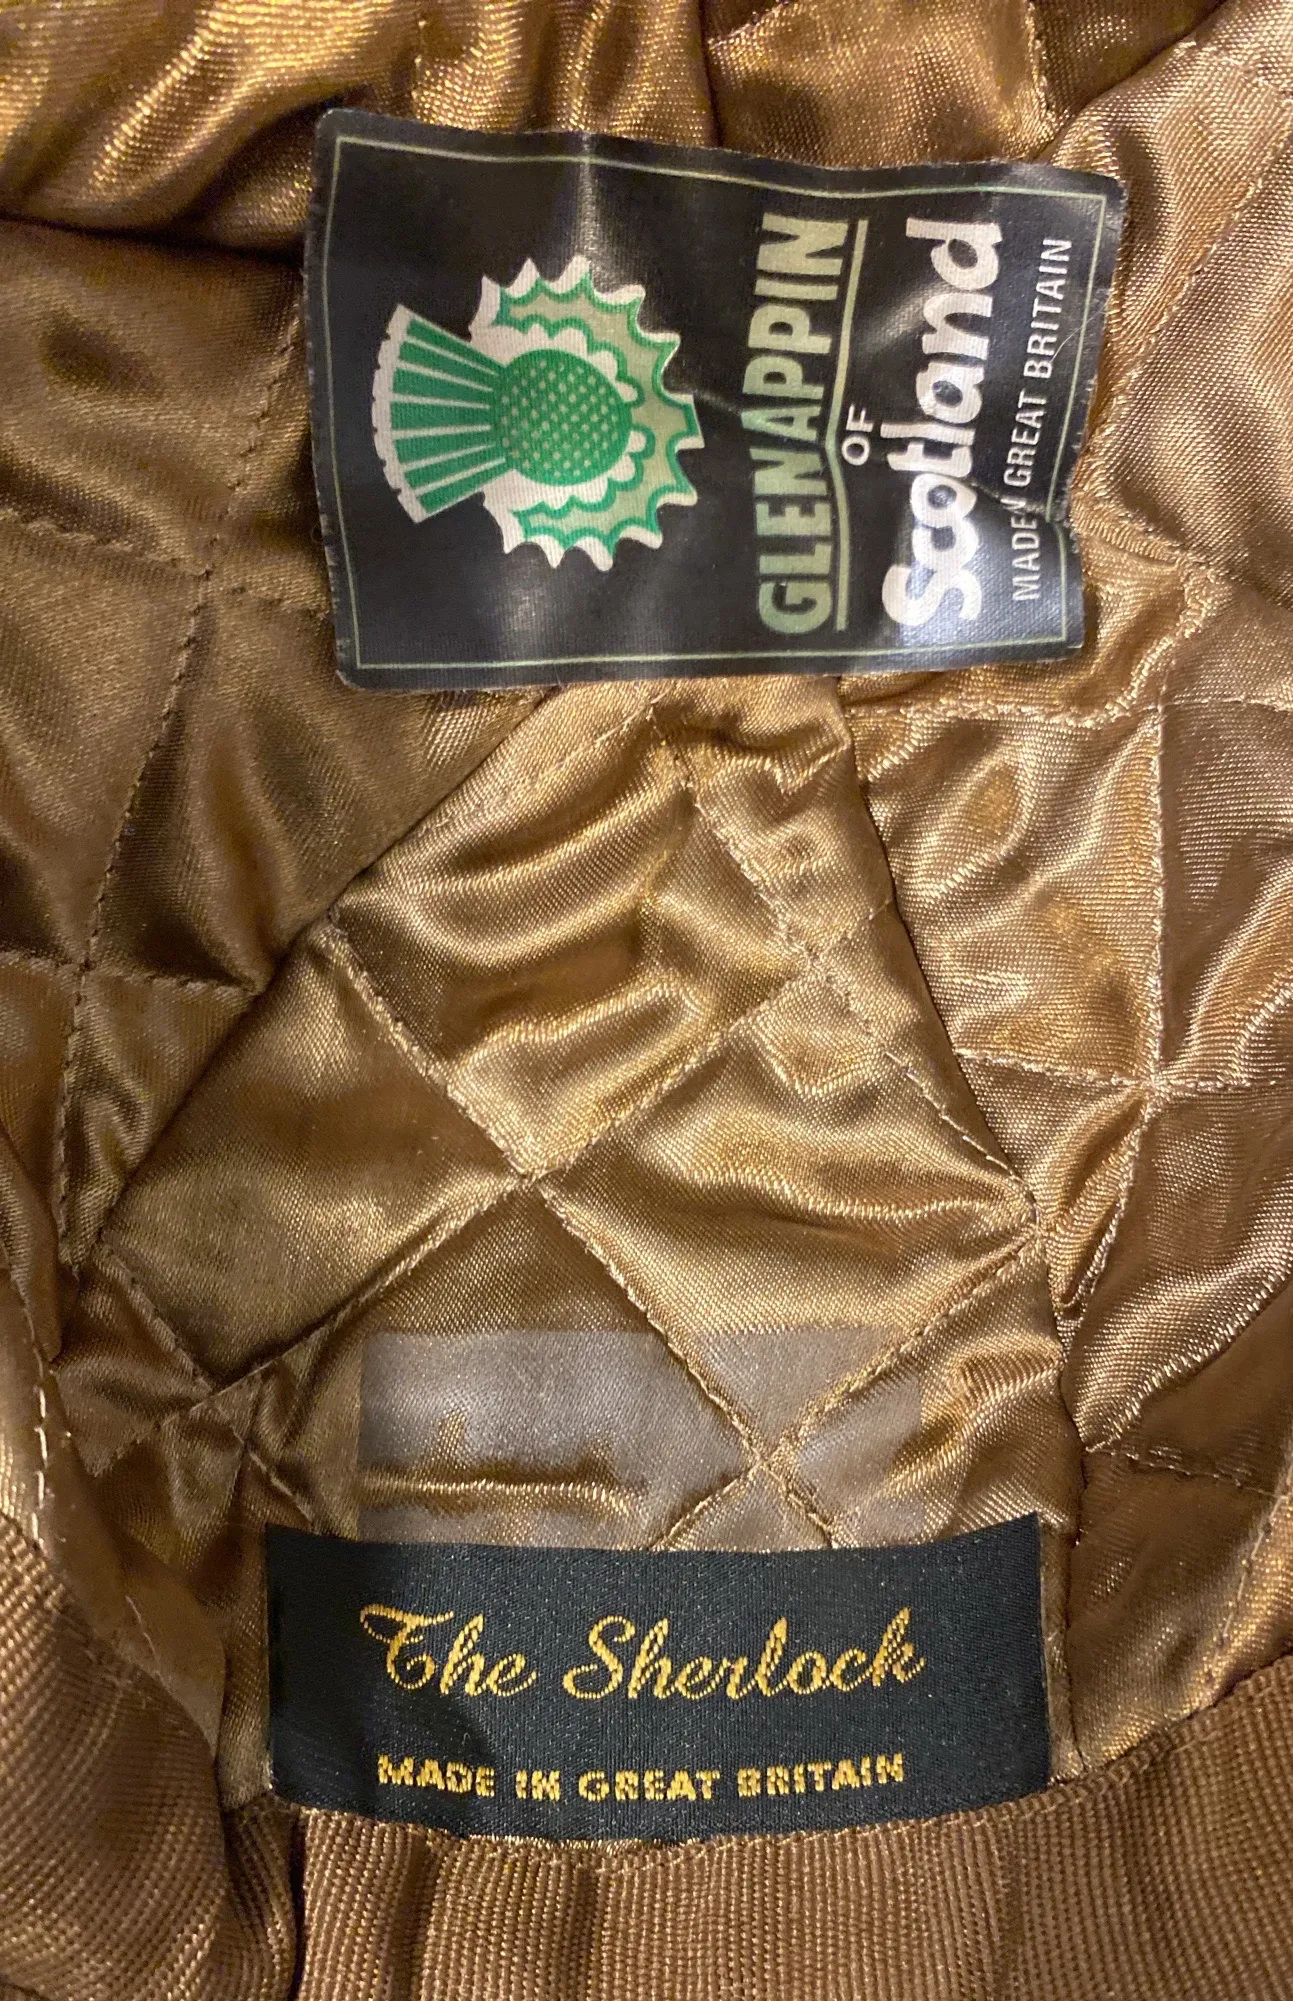 GLENAPPIN
OF
Scotland
MADE IN GREAT BRITAIN
The Sherlock
MADE IN GREAT BRITAIN